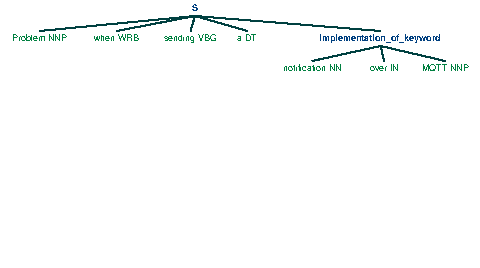 S
Problem NNP when WRB sending VBG a DT Implementation_of_keyword
notification NN over IN MQTT NNP